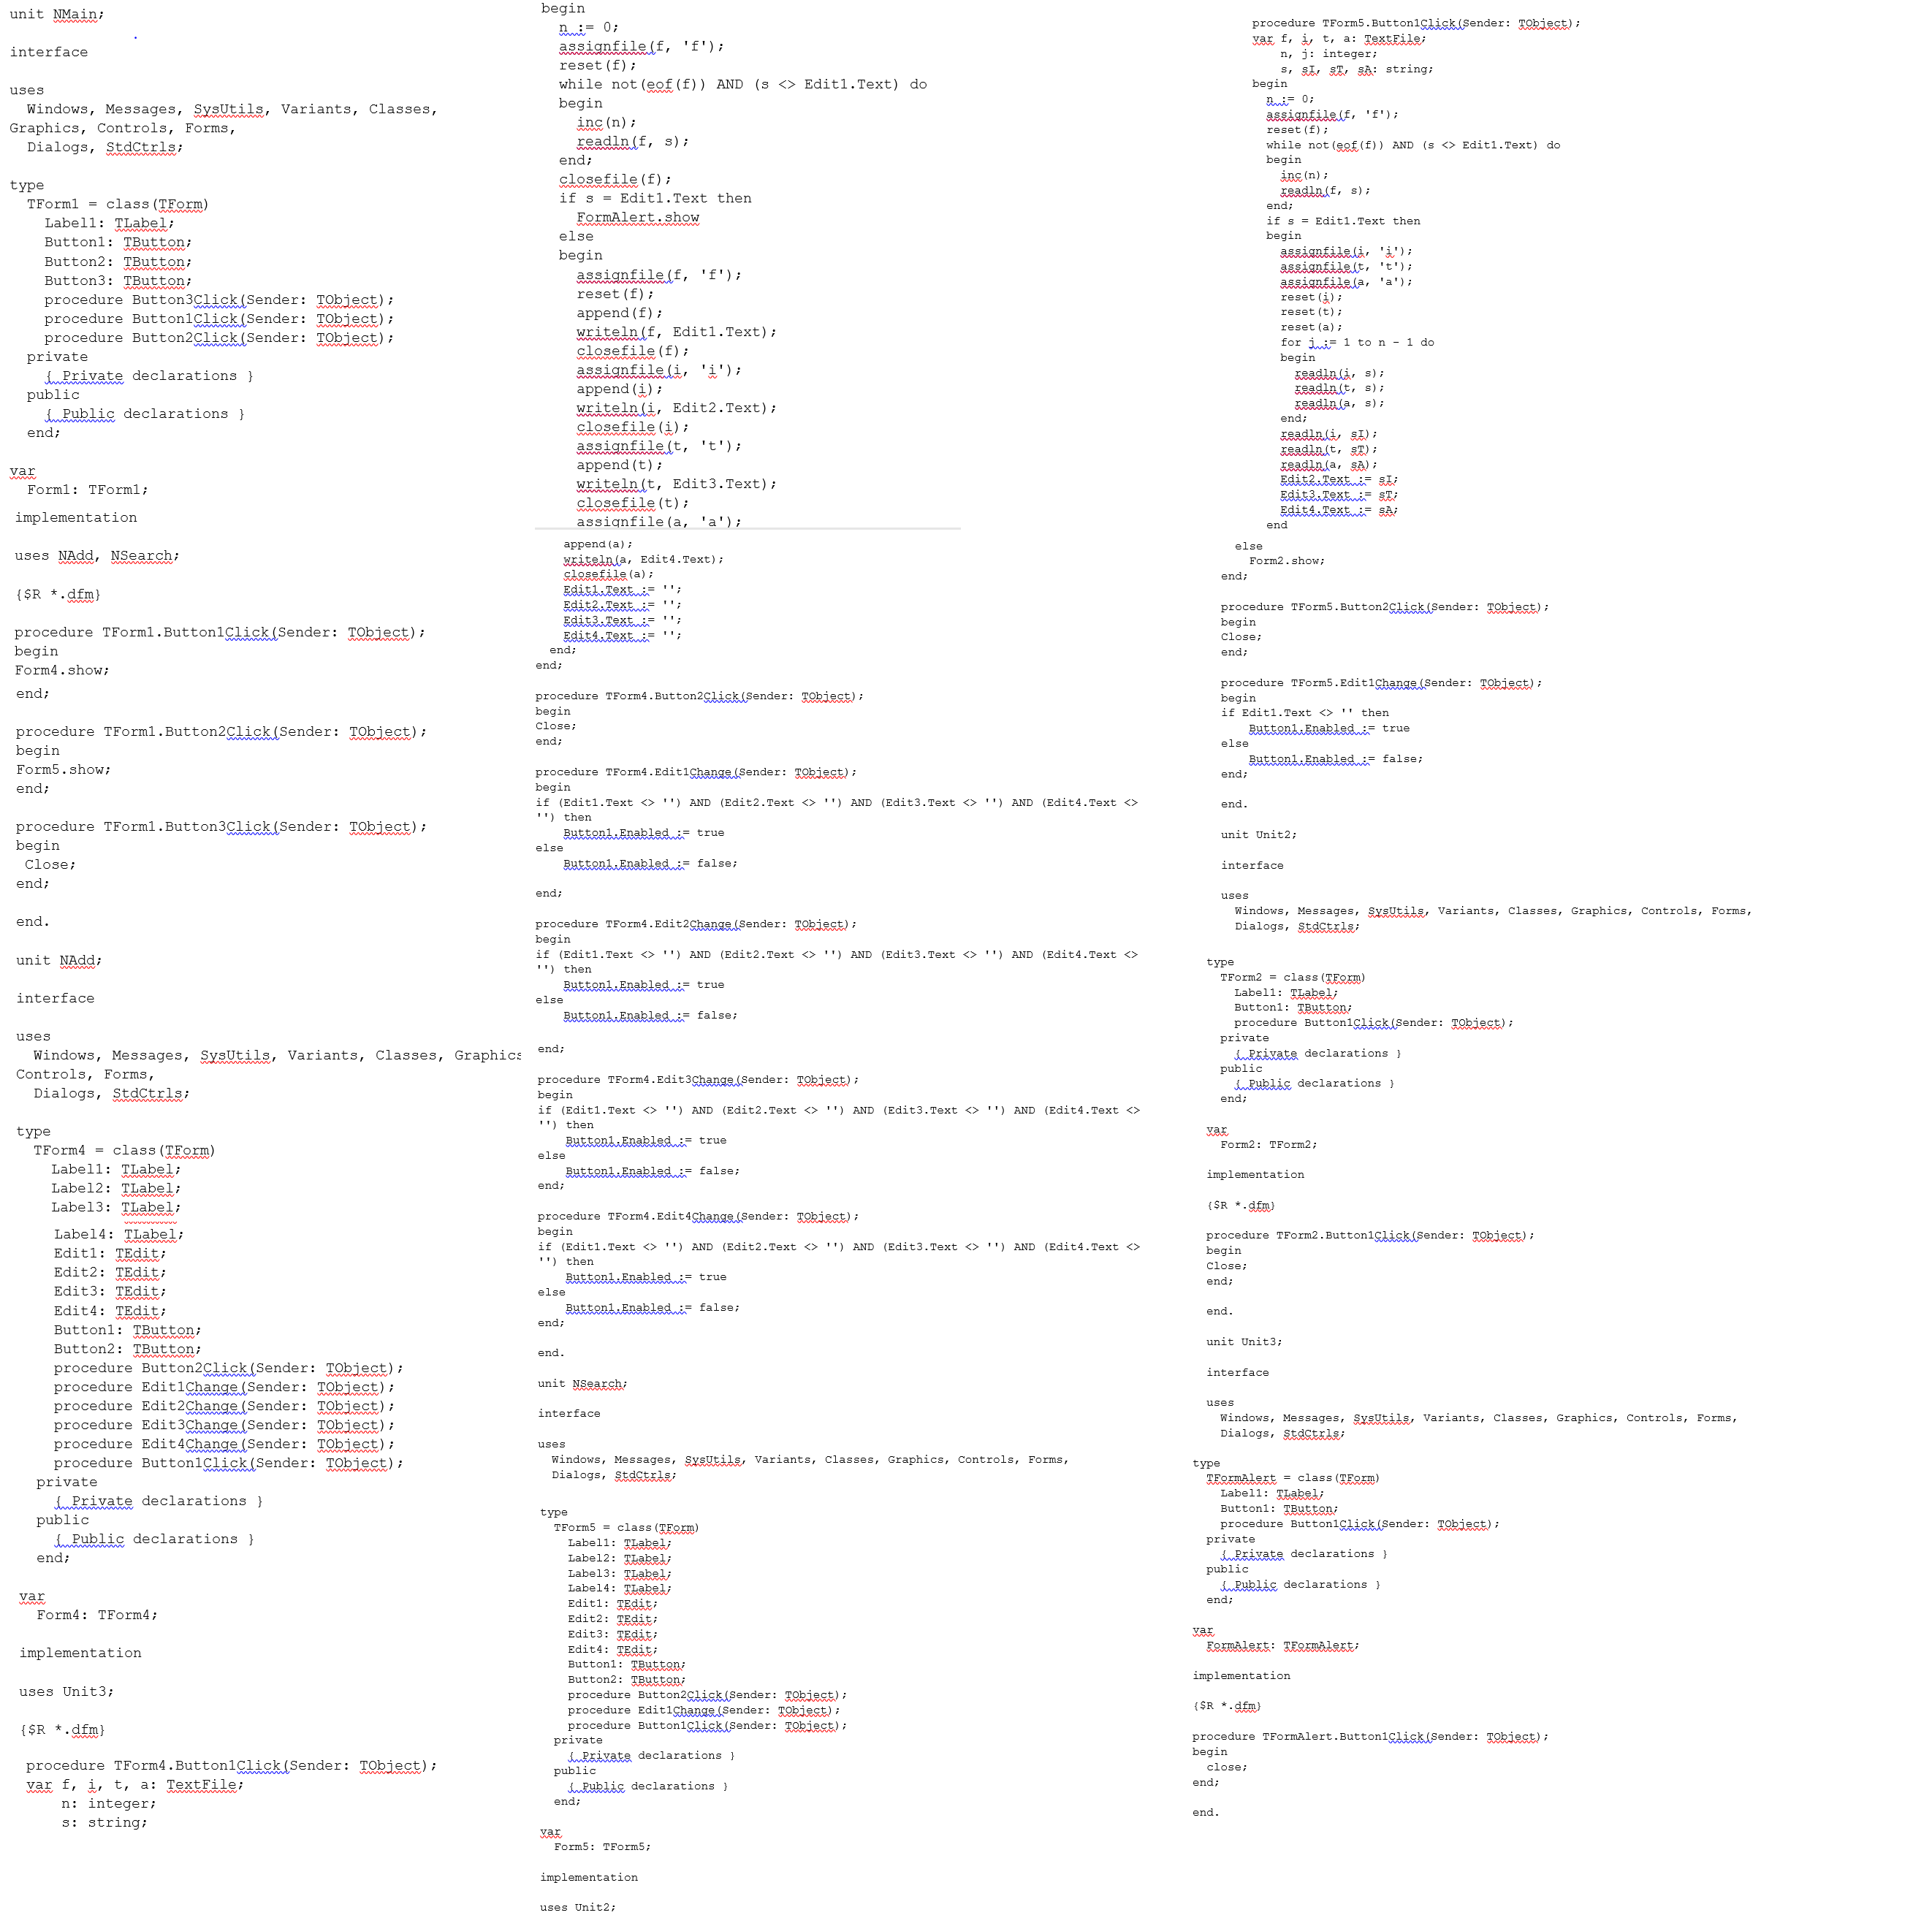 unit NMain;
interface
uses
Windows, Messages, SysUtils, Variants, Classes,
Graphics, Controls, Forms,
Dialogs, StdCtrls;
type
TForm1 = class(TForm)
Label1: TLabel;
Button1: TButton;
Button2: TButton;
Button3: TButton;
procedure Button3Click(Sender: TObject);
procedure Button1Click(Sender: TObject);
procedure Button2Click(Sender: TObject);
private
{ Private declarations }
public
{ Public declarations }
end;
var
Form1: TForm1;
implementation
uses NAdd, NSearch;
{$R *.dfm}
procedure TForm1.Button1Click(Sender: TObject);
begin
Form4.show;
end;
procedure TForm1.Button2Click(Sender: TObject);
begin
Form5.show;
end;
procedure TForm1.Button3Click(Sender: TObject);
begin
Close;
end;
end.
unit NAdd;
interface
uses
Windows, Messages, SysUtils, Variants, Classes, Graphics
Controls, Forms,
Dialogs, StdCtrls;
type
TForm4 = class(TForm)
Label1: TLabel;
Label2: TLabel;
Label3: TLabel;
Label4: TLabel;
Edit1: TEdit;
Edit2: TEdit;
Edit3: TEdit;
Edit4: TEdit;
Button1: TButton;
Button2: TButton;
procedure Button2Click(Sender: TObject);
procedure Edit1Change(Sender: TObject);
procedure Edit2Change(Sender: TObject);
procedure Edit3Change(Sender: TObject);
procedure Edit4Change(Sender: TObject);
procedure Button1Click(Sender: TObject);
private
{ Private declarations }
public
{ Public declarations }
end;
var
Form4: TForm4;
implementation
uses Unit3;
{$R *.dfm}
procedure TForm4.Button1Click(Sender: TObject);
var f, i, t, a: TextFile;
n: integer;
s: string;
begin
n := 0;
assignfile(f, 'f');
reset(f);
while not(eof(f)) AND (s <> Edit1.Text) do
begin
inc(n);
readln(f, s);
end;
closefile(f);
if s = Edit1.Text then
FormAlert.show
else
begin
assignfile(f, 'f');
reset(f);
append(f);
writeln(f, Edit1.Text);
closefile(f);
assignfile(i, 'i');
append(i);
writeln(i, Edit2.Text);
closefile(i);
assignfile(t, 't');
append(t);
writeln(t, Edit3.Text);
closefile(t);
assignfile(a, 'a');
append(a);
writeln(a, Edit4.Text);
closefile(a);
Edit1.Text := '';
Edit2.Text := '';
Edit3.Text := '';
Edit4.Text := '';
end;
end;
procedure TForm4.Button2Click(Sender: TObject);
begin
Close;
end;
procedure TForm4.Edit1Change(Sender: TObject);
begin
if (Edit1.Text <> '') AND (Edit2.Text <> '') AND (Edit3.Text <> '') AND (Edit4.Text <>
'') then
Button1.Enabled := true
else
Button1.Enabled := false;
end;
procedure TForm4.Edit2Change(Sender: TObject);
begin
if (Edit1.Text <> '') AND (Edit2.Text <> '') AND (Edit3.Text <> '') AND (Edit4.Text <>
'') then
Button1.Enabled := true
else
Button1.Enabled := false;
end;
procedure TForm4.Edit3Change(Sender: TObject);
begin
if (Edit1.Text <> '') AND (Edit2.Text <> '') AND (Edit3.Text <> '') AND (Edit4.Text <>
'') then
Button1.Enabled := true
else
Button1.Enabled := false;
end;
procedure TForm4.Edit4Change(Sender: TObject);
begin
if (Edit1.Text <> '') AND (Edit2.Text <> '') AND (Edit3.Text <> '') AND (Edit4.Text <>
'') then
Button1.Enabled := true
else
Button1.Enabled := false;
end;
end.
unit NSearch;
interface
uses
Windows, Messages, SysUtils, Variants, Classes, Graphics, Controls, Forms,
Dialogs, StdCtrls;
type
TForm5 = class(TForm)
Label1: TLabel;
Label2: TLabel;
Label3: TLabel;
Label4: TLabel;
Edit1: TEdit;
Edit2: TEdit;
Edit3: TEdit;
Edit4: TEdit;
Button1: TButton;
Button2: TButton;
procedure Button2Click(Sender: TObject);
procedure Edit1Change(Sender: TObject);
procedure Button1Click(Sender: TObject);
private
{ Private declarations }
public
{ Public declarations }
end;
var
Form5: TForm5;
implementation
uses Unit2;
procedure TForm5.Button1Click(Sender: TObject);
var f, i, t, a: TextFile;
n, j: integer;
s, sI, sT, sA: string;
begin
n := 0;
assignfile(f, 'f');
reset(f);
while not(eof(f)) AND (s <> Edit1.Text) do
begin
inc(n);
readln(f, s);
end;
if s = Edit1.Text then
begin
assignfile(i, 'i');
assignfile(t, 't');
assignfile(a, 'a');
reset(i);
reset(t);
reset(a);
for j := 1 to n - 1 do
begin
readln(i, s);
readln(t, s);
readln(a, s);
end;
readln(i, sI);
readln(t, sT);
readln(a, sA);
Edit2.Text := sI;
Edit3.Text := sT;
Edit4.Text := sA;
end
else
Form2.show;
end;
procedure TForm5.Button2Click(Sender: TObject);
begin
Close;
end;
procedure TForm5.Edit1Change(Sender: TObject);
begin
if Edit1.Text <> '' then
Button1.Enabled := true
else
Button1.Enabled := false;
end;
end.
unit Unit2;
interface
uses
Windows, Messages, SysUtils, Variants, Classes, Graphics, Controls, Forms,
Dialogs, StdCtrls;
type
TForm2 = class(TForm)
Label1: TLabel;
Button1: TButton;
procedure Button1Click(Sender: TObject);
private
{ Private declarations }
public
{ Public declarations }
end;
var
Form2: TForm2;
implementation
{$R *.dfm}
procedure TForm2.Button1Click(Sender: TObject);
begin
Close;
end;
end.
unit Unit3;
interface
uses
Windows, Messages, SysUtils, Variants, Classes, Graphics, Controls, Forms,
Dialogs, StdCtrls;
type
TFormAlert = class(TForm)
Label1: TLabel;
Button1: TButton;
procedure Button1Click(Sender: TObject);
private
{ Private declarations }
public
{ Public declarations }
end;
var
FormAlert: TFormAlert;
implementation
{$R *.dfm}
procedure TFormAlert.Button1Click(Sender: TObject);
begin
close;
end;
end.